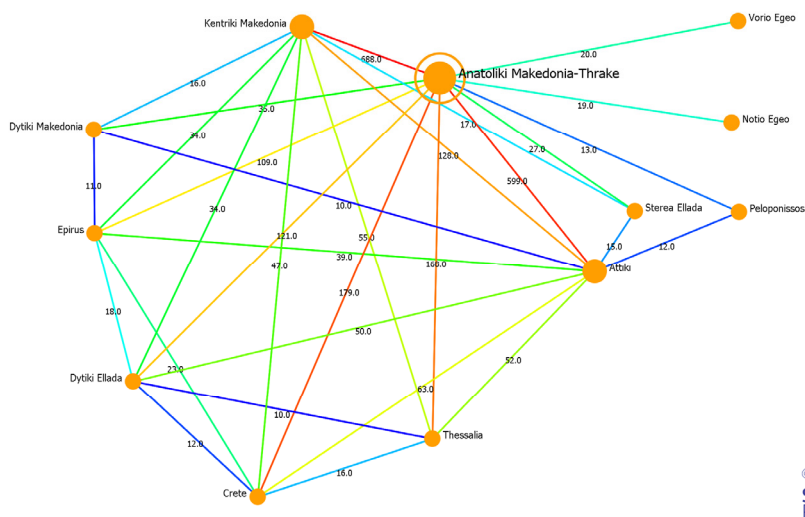 Kentriki Makedonia
Vorio Egeo
20.0
688.0
Anatoliki Makedonia-Thrake
16.0
19.0
Notio Egeo
35.0
17.0
Dytiki Makedonia
34.0
27.0
13.0
128.0
109.0
599.0
11.0
10.0
34.0
Sterea Ellada
Peloponissos
Epirus
121.0
55.0
15.0
12.0
39.0
47.0
160.0
Attiki
179.0
18.0
50.0
23.0
52.0
Dytiki Ellada
63.0
10.0
Thessalia
12.0
16.0
Crete